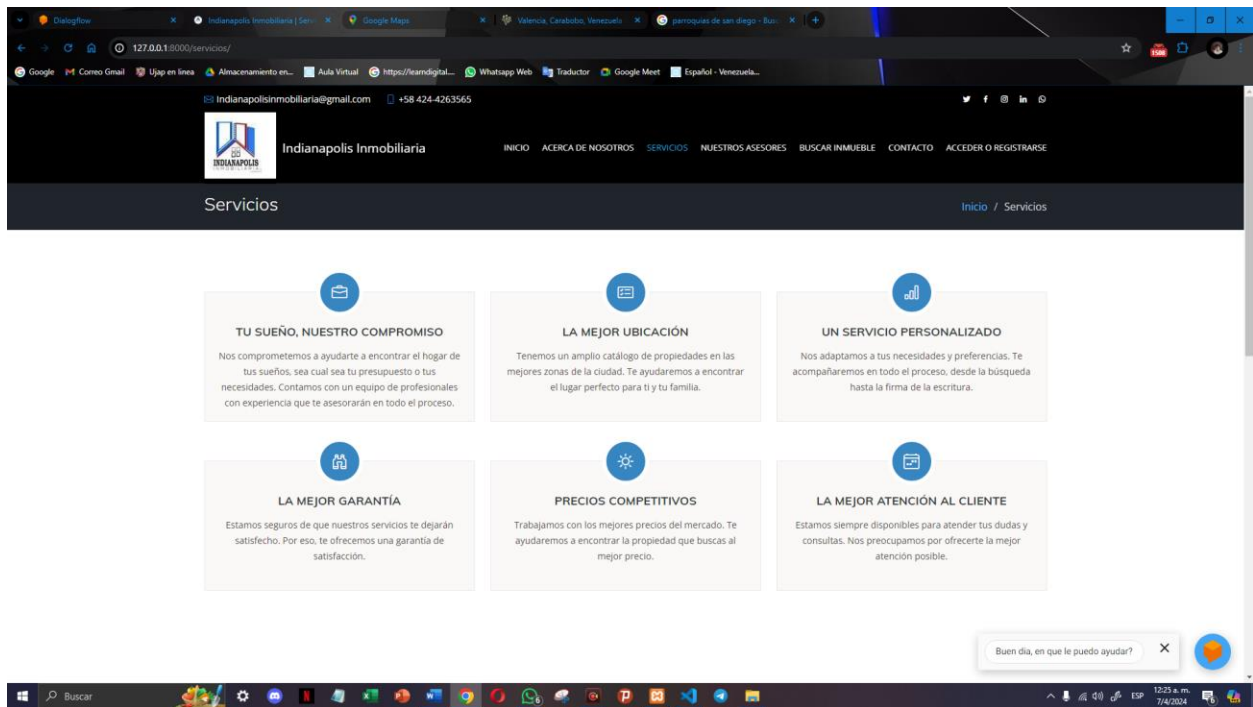 Dialogflow
Indianapolis Inmobiliaria | Serv
Google Maps
Valencia, Carabobo, Venezuela
parroquias de san diego - Bus
127.0.0.1:8000/servicios/
150€
Google
Correo Gmail
Ujap en linea
Almacenamiento en...
Aula Virtual
https://learndigital....
Whatsapp Web
Traductor
Google Meet
Español - Venezuela...
Indianapolisinmobiliaria@gmail.com +58 424-4263565
INDIANAPOLIS
INMOBILIARIA
Indianapolis Inmobiliaria
INICIO ACERCA DE NOSOTROS SERVICIOS NUESTROS ASESORES BUSCAR INMUEBLE CONTACTO ACCEDER O REGISTRARSE
Servicios
Inicio / Servicios
TU SUEÑO, NUESTRO COMPROMISO
Nos comprometemos a ayudarte a encontrar el hogar de
tus sueños, sea cual sea tu presupuesto o tus
necesidades. Contamos con un equipo de profesionales
con experiencia que te asesorarán en todo el proceso.
LA MEJOR UBICACIÓN
Tenemos un amplio catálogo de propiedades en las
mejores zonas de la ciudad. Te ayudaremos a encontrar
el lugar perfecto para ti y tu familia.
UN SERVICIO PERSONALIZADO
Nos adaptamos a tus necesidades y preferencias. Te
acompañaremos en todo el proceso, desde la búsqueda
hasta la firma de la escritura.
LA MEJOR GARANTÍA
Estamos seguros de que nuestros servicios te dejarán
satisfecho. Por eso, te ofrecemos una garantía de
satisfacción.
PRECIOS COMPETITIVOS
Trabajamos con los mejores precios del mercado. Te
ayudaremos a encontrar la propiedad que buscas al
mejor precio.
LA MEJOR ATENCIÓN AL CLIENTE
Estamos siempre disponibles para atender tus dudas y
consultas. Nos preocupamos por ofrecerte la mejor
atención posible.
Buen dia, en que le puedo ayudar?
Buscar
ESP
12:25 a. m.
7/4/2024